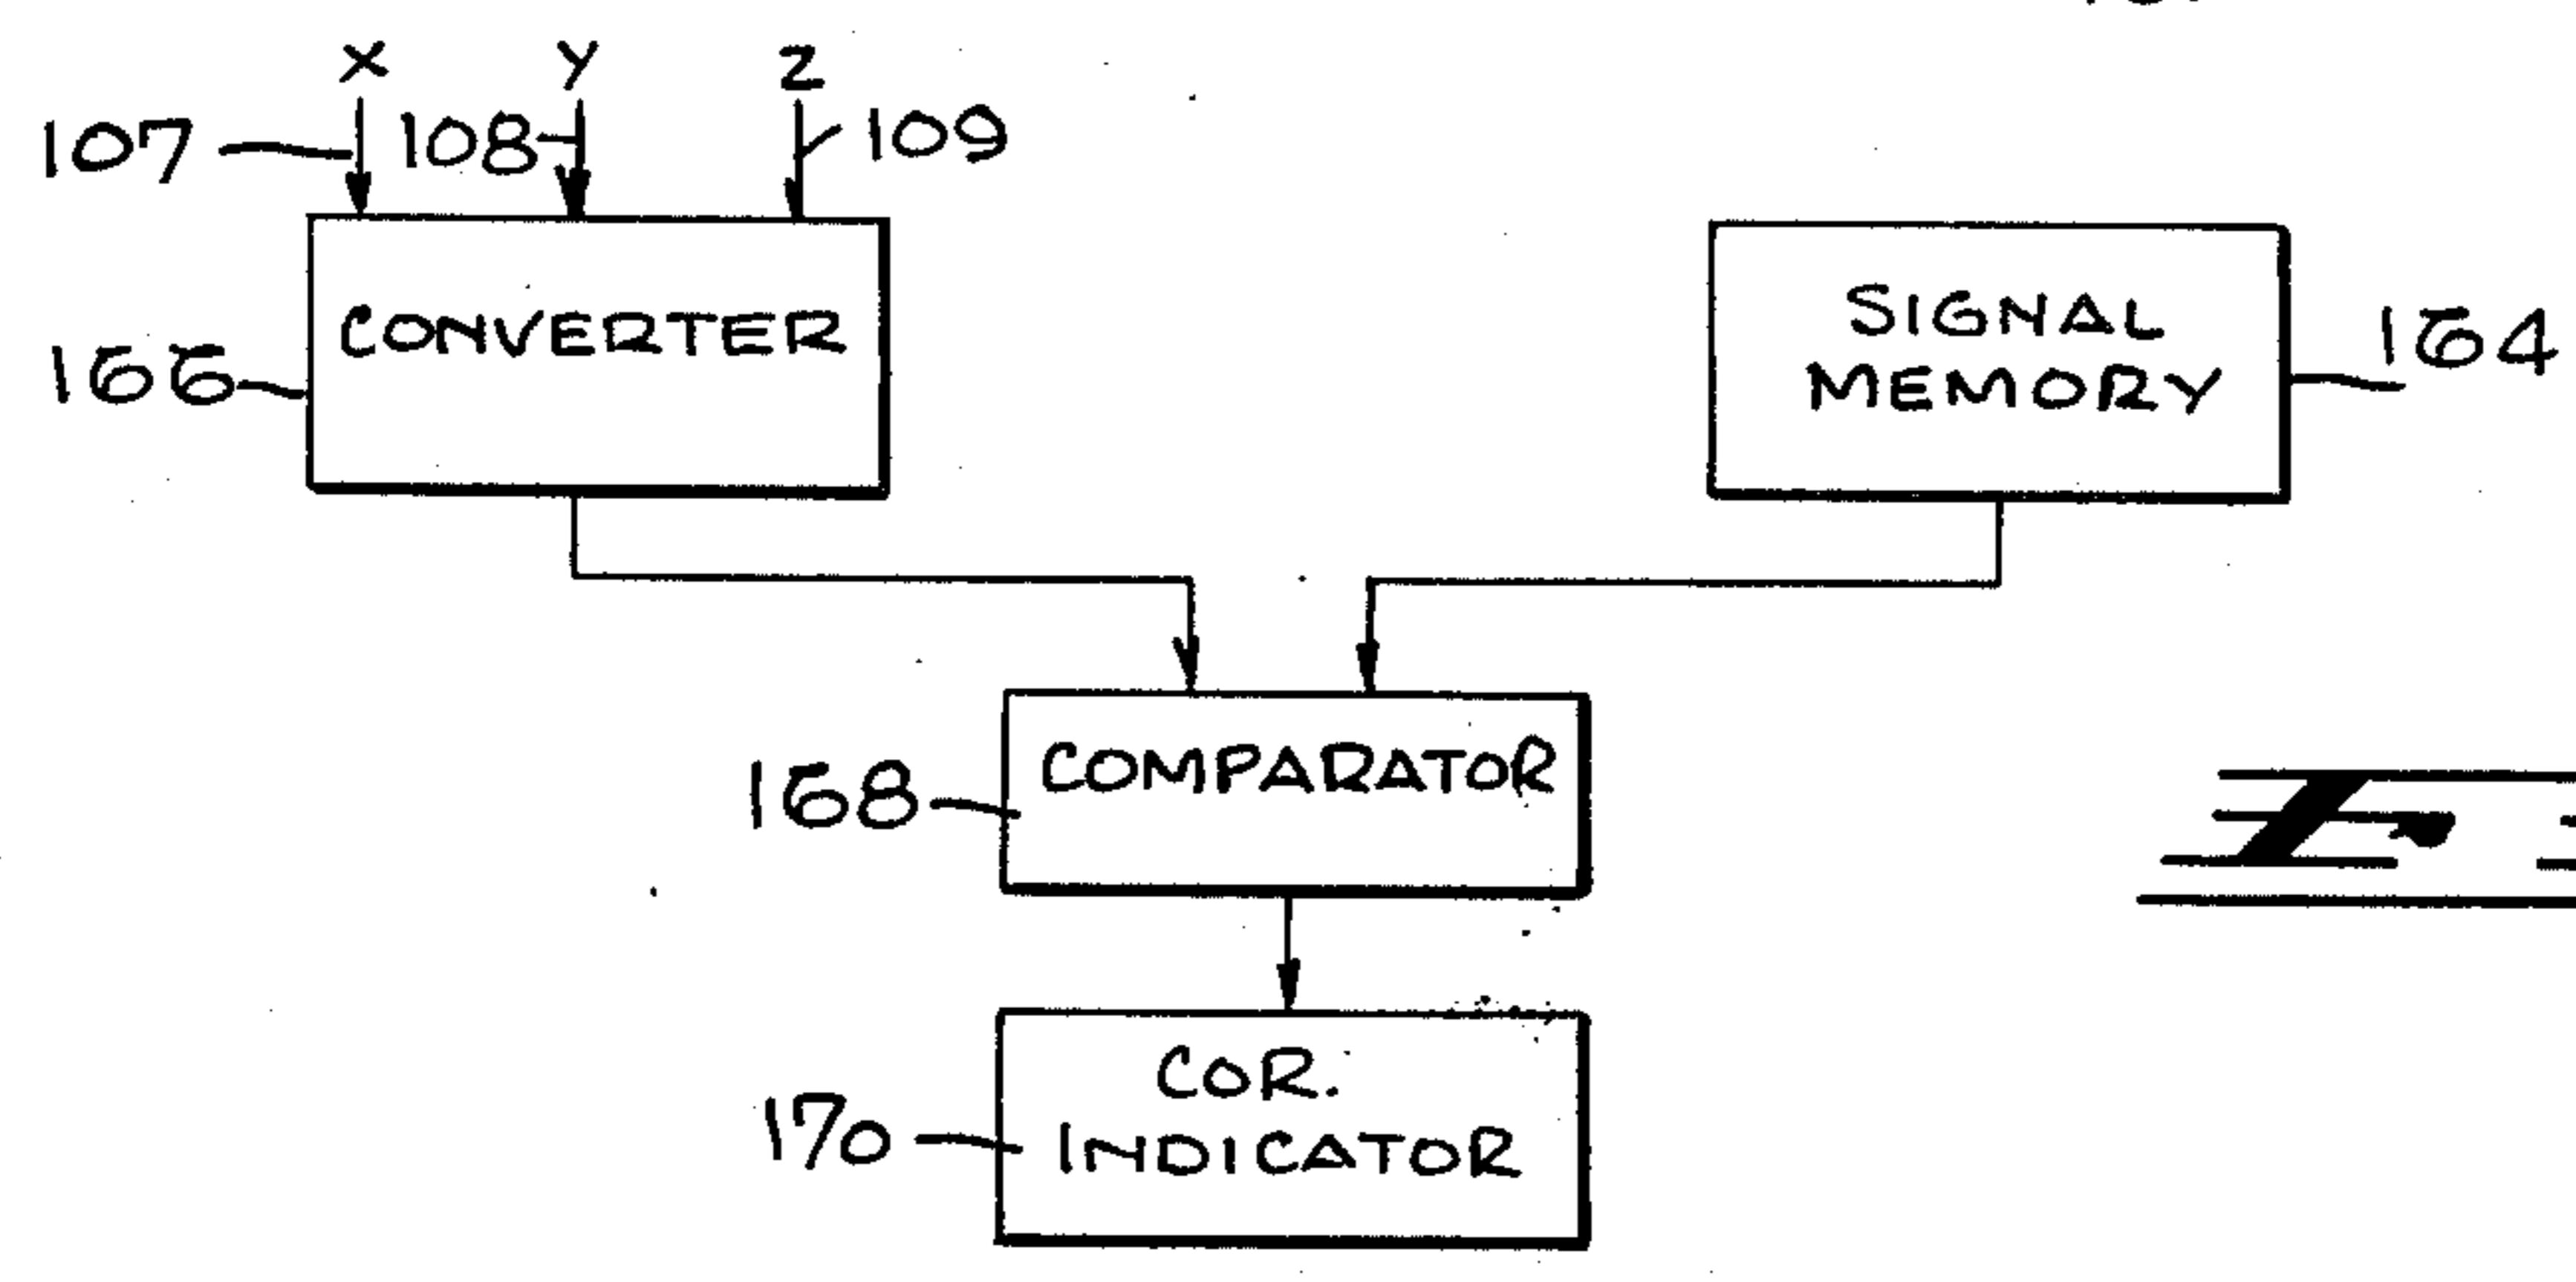 X Y Z
107 108 109
CONVERTER
166
SIGNAL
MEMORY
164
COMPARATOR
168
COR.
INDICATOR
170